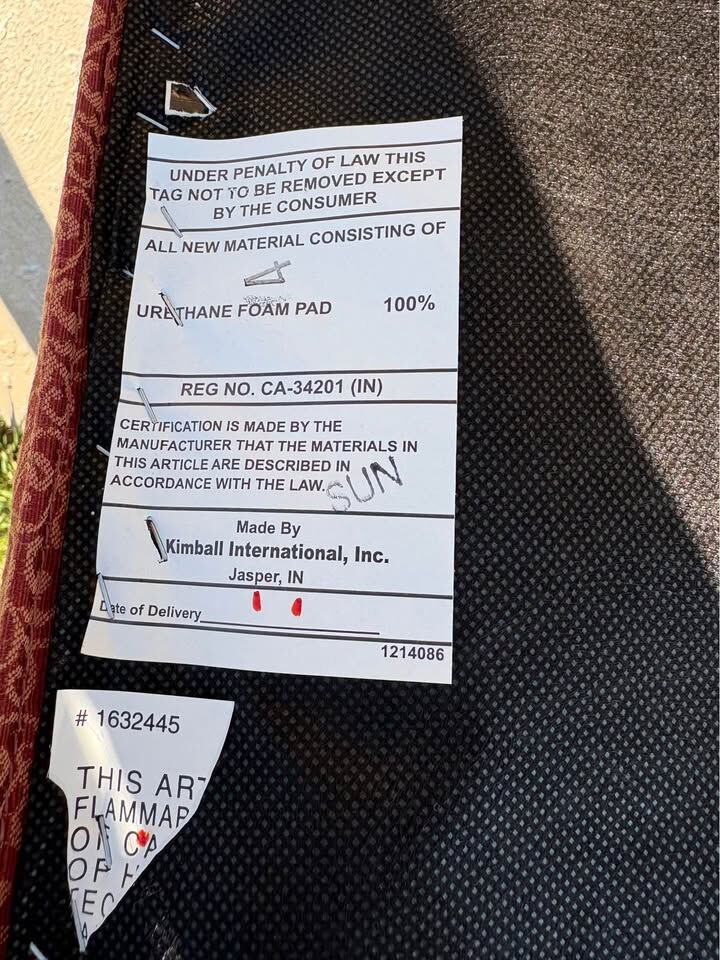 UNDER PENALTY OF LAW THIS
TAG NOT TO BE REMOVED EXCEPT
BY THE CONSUMER
ALL NEW MATERIAL CONSISTING OF
URETHANE FOAM PAD 100%
REG NO. CA-34201 (IN)
CERTIFICATION IS MADE BY THE
MANUFACTURER THAT THE MATERIALS IN
THIS ARTICLE ARE DESCRIBED IN
ACCORDANCE WITH THE LAW.
SUN
Made By
Kimball International, Inc.
Jasper, IN
Date of Delivery
1214086
# 1632445
THIS ART
FLAMMAB
OF CA
OF H